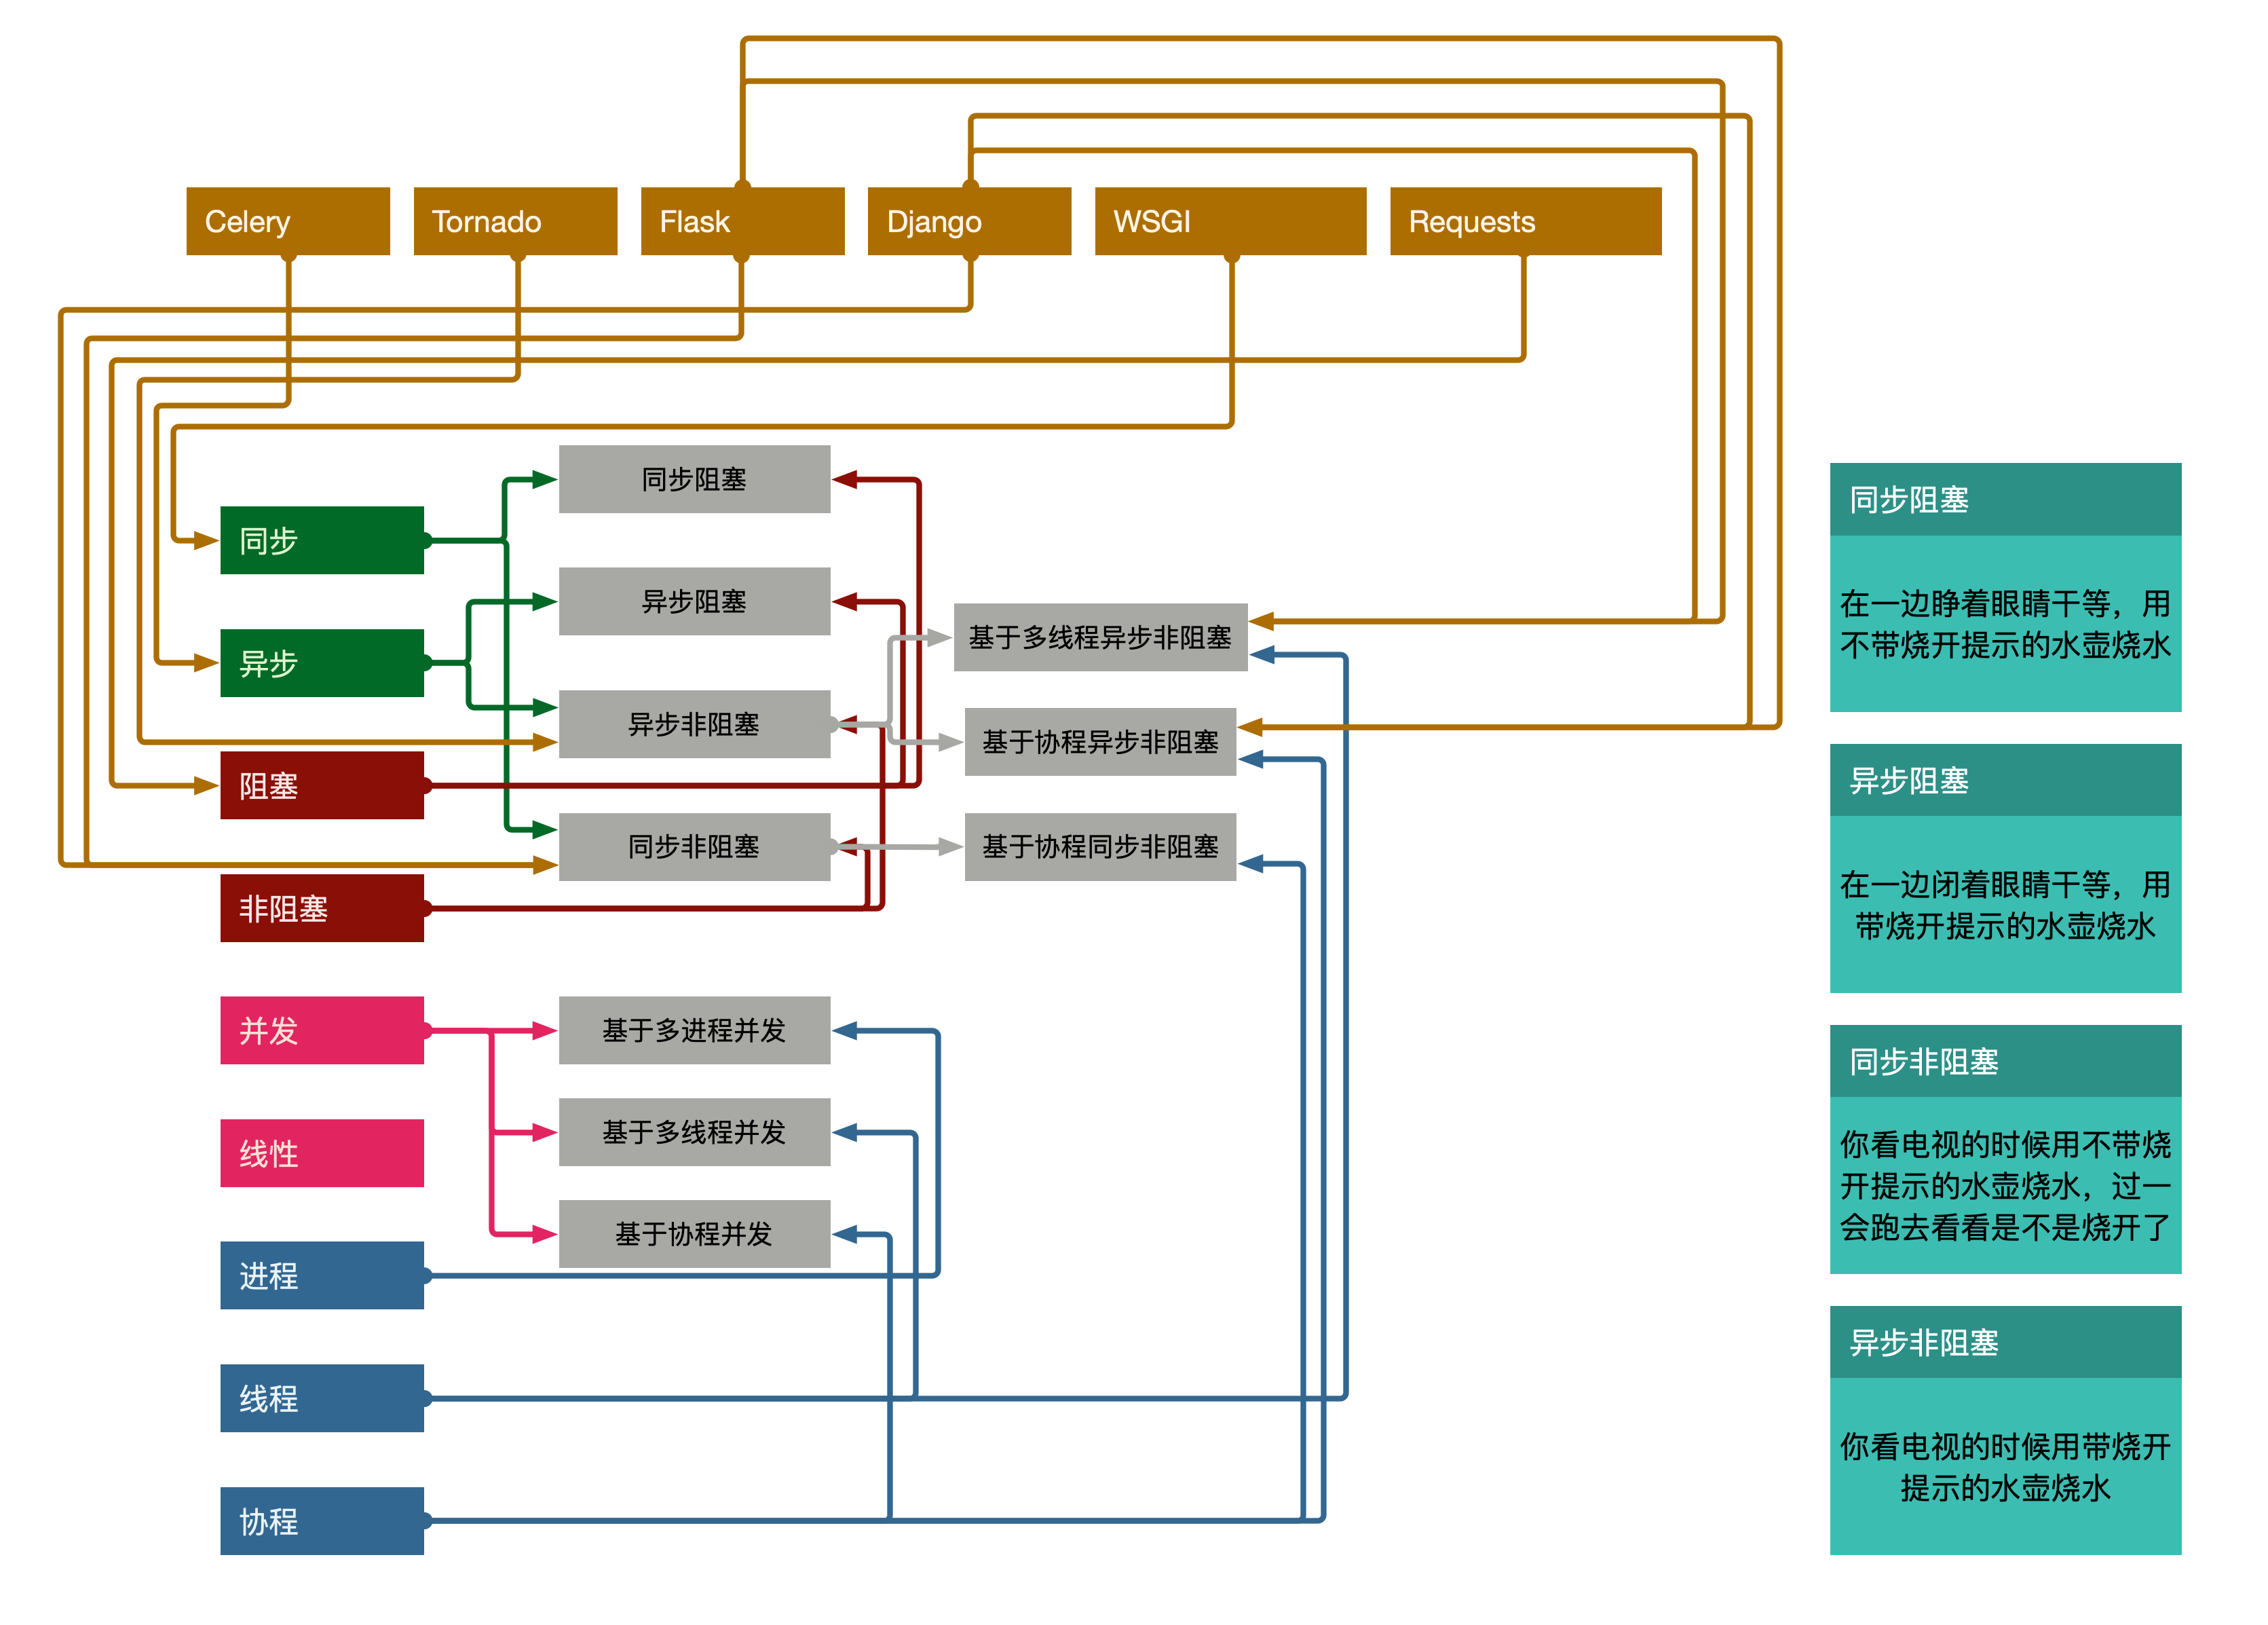 Celery
Tornado
Flask
Django
WSGI
Requests
同步
异步
阻塞
非阻塞
并发
线性
进程
线程
协程
同步阻塞
异步阻塞
异步非阻塞
同步非阻塞
基于多进程并发
基于多线程并发
基于协程并发
基于多线程异步非阻塞
基于协程异步非阻塞
基于协程同步非阻塞
同步阻塞
在一边睁着眼睛干等，用
不带烧开提示的水壶烧水
异步阻塞
在一边闭着眼睛干等，用
带烧开提示的水壶烧水
同步非阻塞
你看电视的时候用不带烧
开提示的水壶烧水，过一
会跑去看看是不是烧开了
异步非阻塞
你看电视的时候用带烧开
提示的水壶烧水